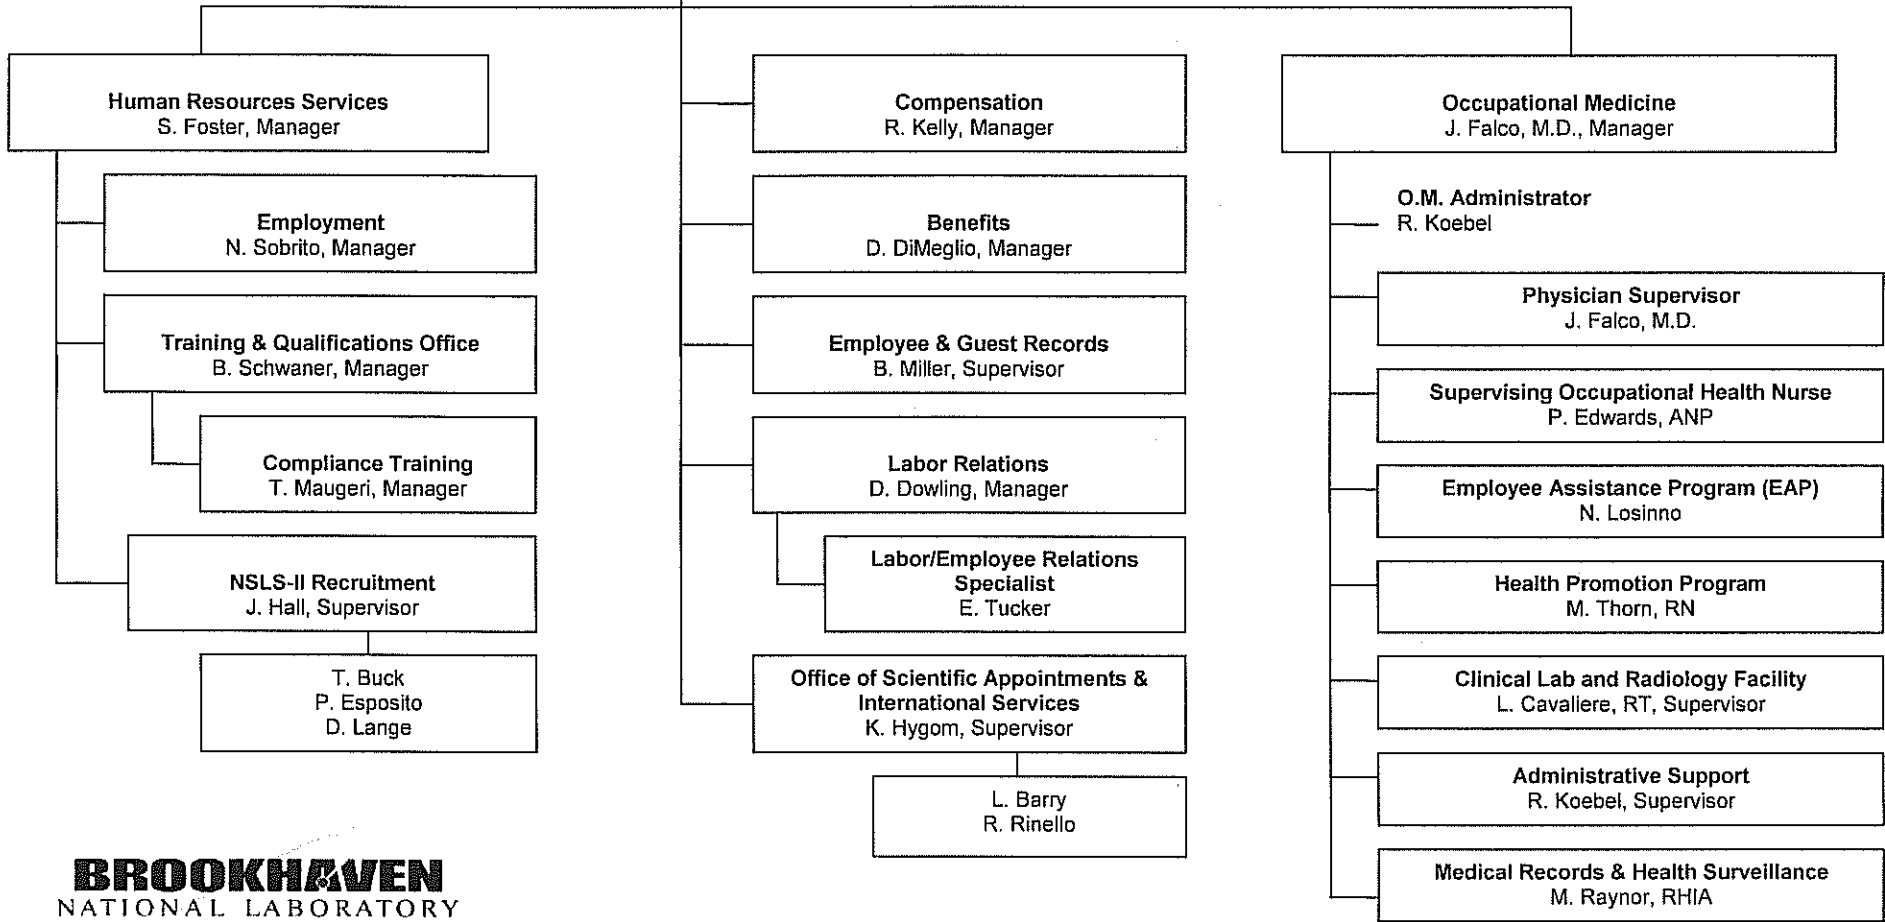 Human Resources Services
S. Foster, Manager
Employment
N. Sobrito, Manager
Training & Qualifications Office
B. Schwaner, Manager
Compliance Training
T. Maugeri, Manager
NSLS-II Recruitment
J. Hall, Supervisor
T. Buck
P. Esposito
D. Lange
Compensation
R. Kelly, Manager
Benefits
D. DiMeglio, Manager
Employee & Guest Records
B. Miller, Supervisor
Labor Relations
D. Dowling, Manager
Labor/Employee Relations
Specialist
E. Tucker
Office of Scientific Appointments &
International Services
K. Hygom, Supervisor
L. Barry
R. Rinello
Occupational Medicine
J. Falco, M.D., Manager
O.M. Administrator
R. Koebel
Physician Supervisor
J. Falco, M.D.
Supervising Occupational Health Nurse
P. Edwards, ANP
Employee Assistance Program (EAP)
N. Losinno
Health Promotion Program
M. Thorn, RN
Clinical Lab and Radiology Facility
L. Cavaliere, RT, Supervisor
Administrative Support
R. Koebel, Supervisor
Medical Records & Health Surveillance
M. Raynor, RHIA
BROOKHAVEN
NATIONAL LABORATORY